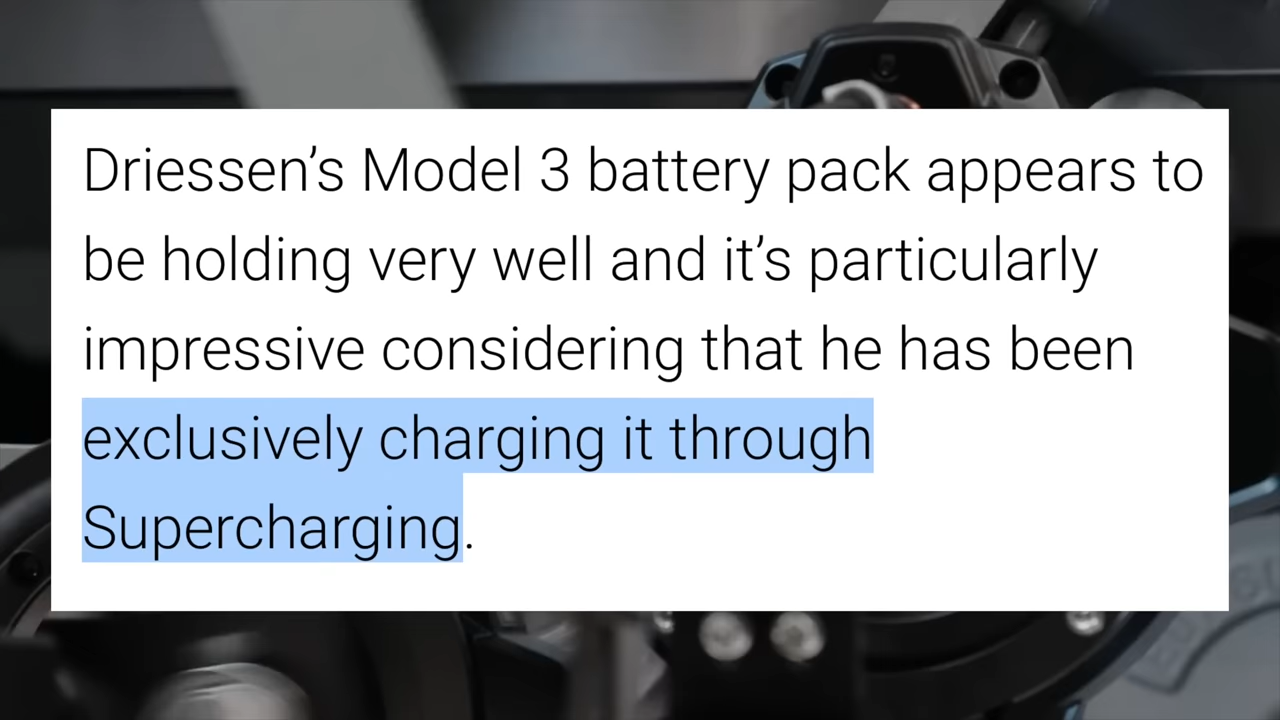 Driessen’s Model 3 battery pack appears to
be holding very well and it’s particularly
impressive considering that he has been
exclusively charging it through
Supercharging.